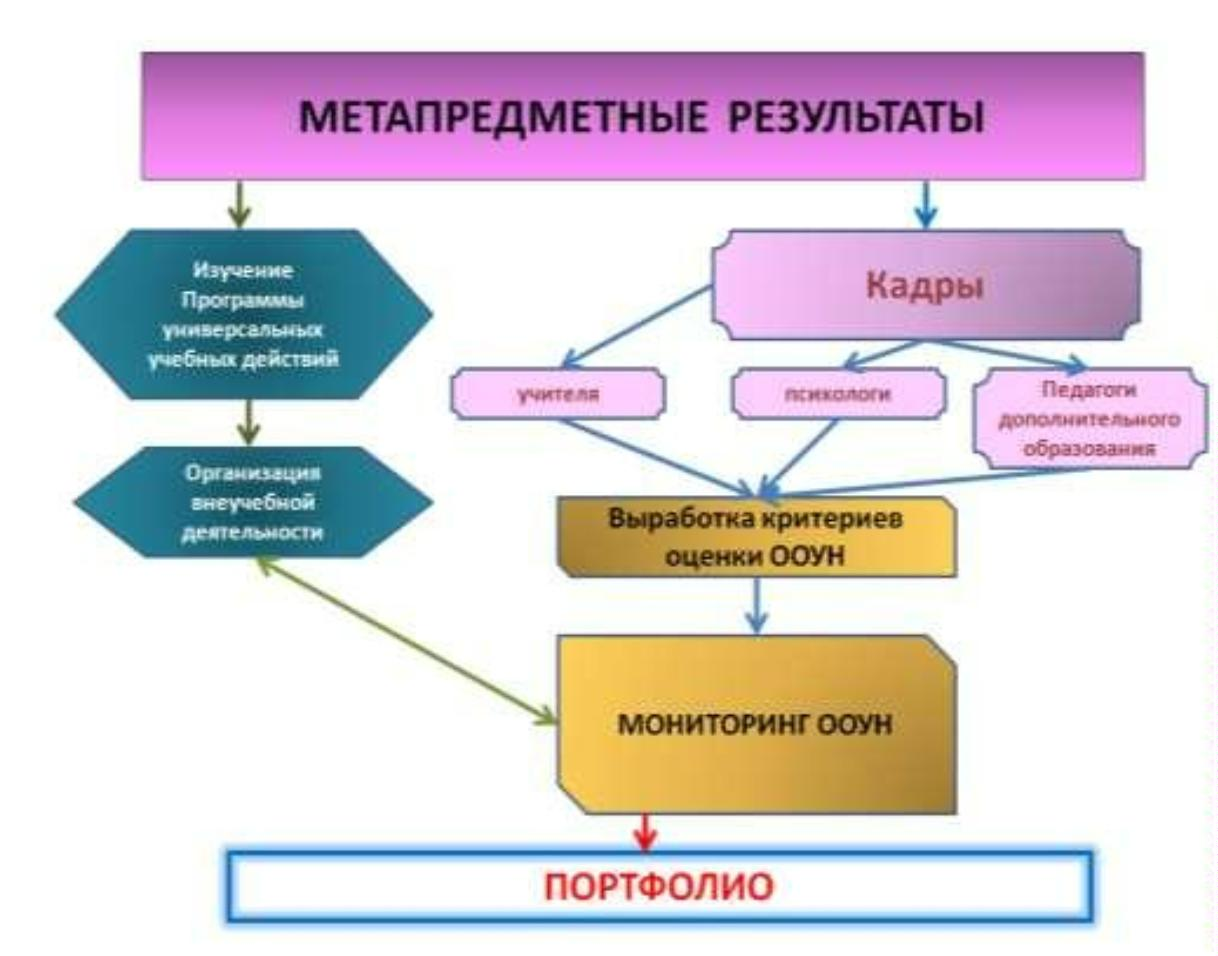 МЕТАПРЕДМЕТНЫЕ РЕЗУЛЬТАТЫ
Изучение
Программы
универсальных
учебных действий
Кадры
учителя
психологи
Педагоги
дополнительного
образования
Организация
внеучебной
деятельности
Выработка критериев
оценки ООУН
МОНИТОРИНГ ООУН
ПОРТФОЛИО